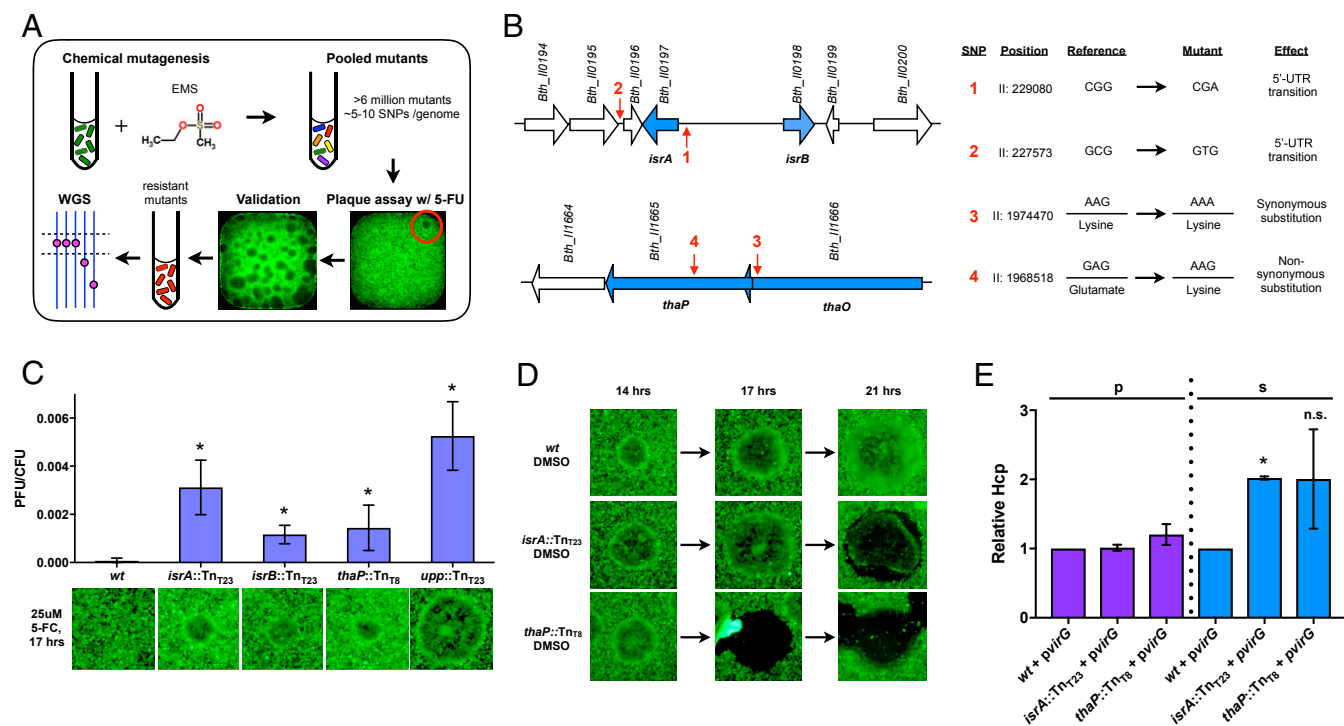 A
Chemical mutagenesis
Pooled mutants
EMS
+
>6 million mutants
~5-10 SNPs /genome
O
O
S
O
CH₃
H₃C
WGS
resistant
mutants
Validation
Plaque assay w/ 5-FU
B
Bth_II0194
Bth_II0195
Bth_II0196
Bth_II0197
Bth_II0198
Bth_II0199
Bth_II0200
2
1
isrA
isrB
Bth_II1664
Bth_II1665
Bth_II1666
4
3
thaP
thaO
SNP Position Reference Mutant Effect
1 II: 229080 CGG CGA 5'-UTR
transition
2 II: 227573 GCG GTG 5'-UTR
transition
3 II: 1974470 AAG AAA Synonymous
Lysine Lysine substitution
4 II: 1968518 GAG AAG Non-
Glutamate Lysine synonymous
substitution
C
PFU/CFU
0.006
0.004
0.002
0.000
* * * *
wt isrA::TnT23 isrB::TnT23 thaP::TnT8 upp::TnT23
25uM
5-FC,
17 hrs
D
14 hrs 17 hrs 21 hrs
wt
DMSO
isrA::TnT23
DMSO
thaP::TnT8
DMSO
E
p s
Relative Hcp
3
2
1
0
* n.s.
wt + pvirG
isrA::TnT23 + pvirG
thaP::TnT8 + pvirG
wt + pvirG
isrA::TnT23 + pvirG
thaP::TnT8 + pvirG